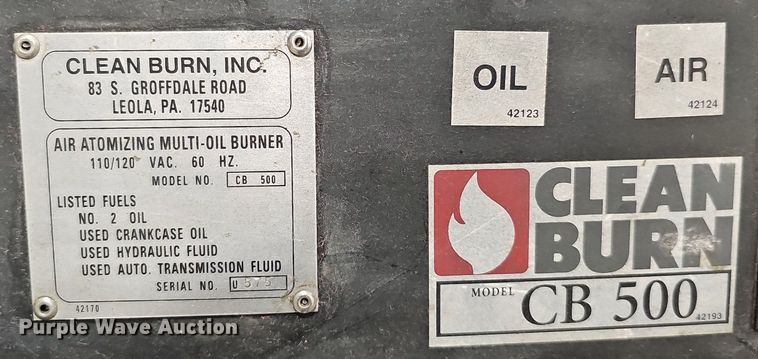 CLEAN BURN, INC.
83 S. GROFFDALE ROAD
LEOLA, PA. 17540
AIR ATOMIZING MULTI-OIL BURNER
110/120 VAC. 60 HZ.
MODEL NO. CB 500
LISTED FUELS
NO. 2 OIL
USED CRANKCASE OIL
USED HYDRAULIC FLUID
USED AUTO. TRANSMISSION FLUID
SERIAL NO. U 575
42170
OIL
42123
AIR
42124
CLEAN
BURN
MODEL CB 500
42193
Purple Wave Auction